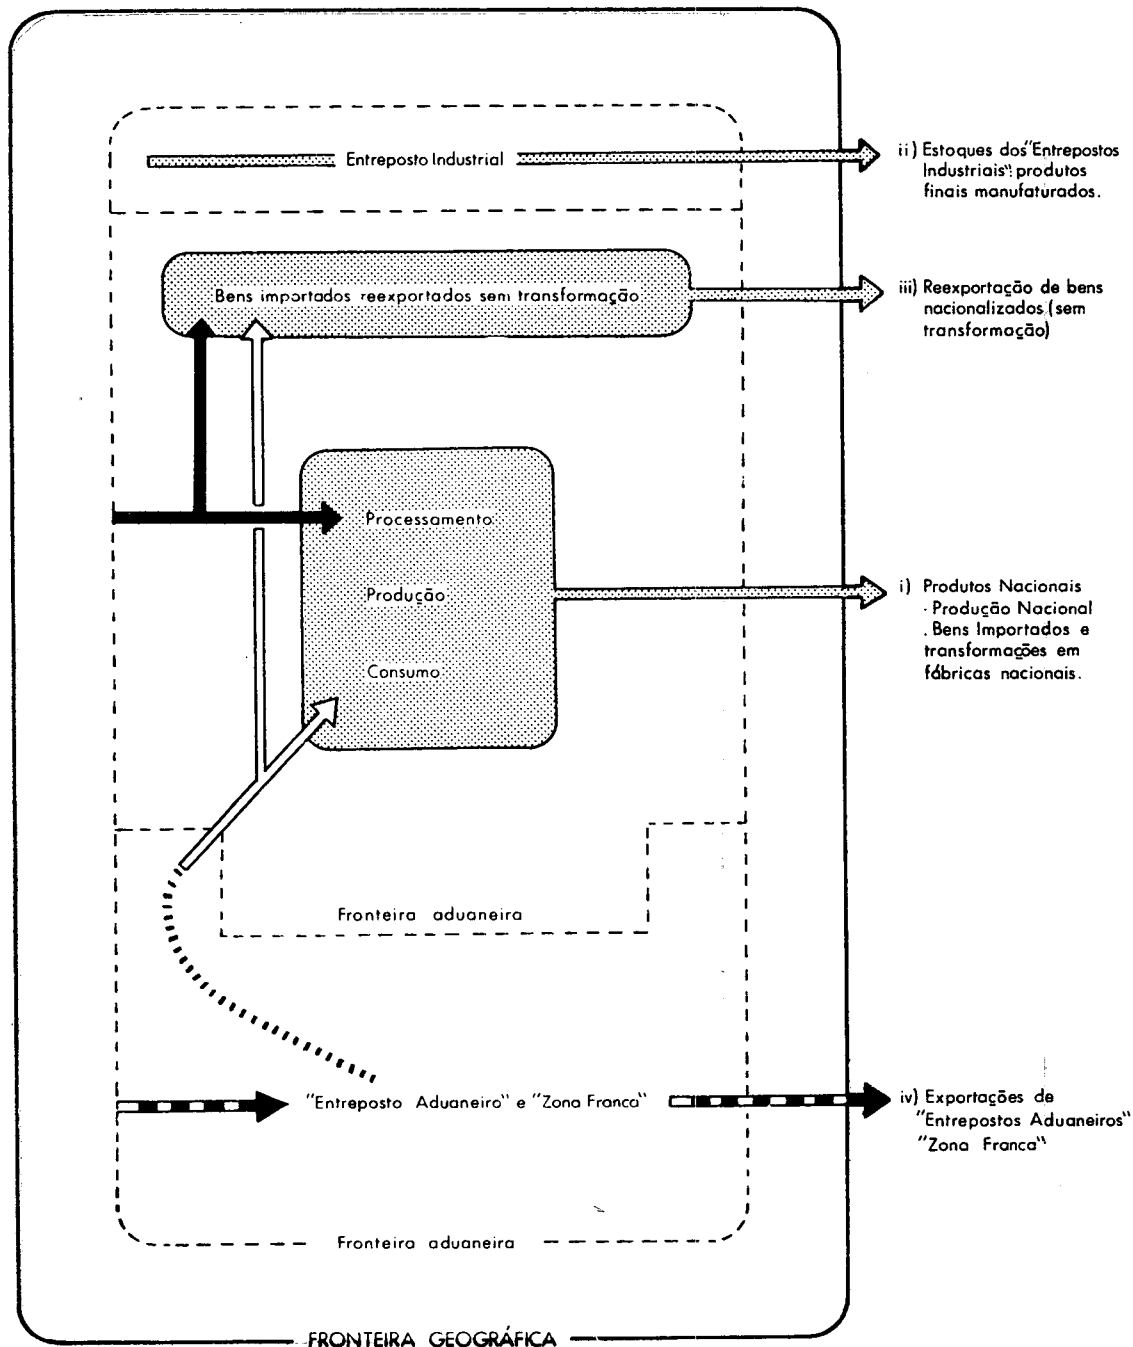 Entreposto Industrial
ii) Estoques dos "Entrepostos
Industriais": produtos
finais manufaturados.
Bens importados reexportados sem transformação
iii) Reexportação de bens
nacionalizados (sem
transformação)
Processamento
Produção
Consumo
i) Produtos Nacionais
. Produção Nacional
. Bens Importados e
transformações em
fábricas nacionais.
Fronteira aduaneira
"Entreposto Aduaneiro" e "Zona Franca"
iv) Exportações de
"Entrepostos Aduaneiros"
"Zona Franca"
Fronteira aduaneira
FRONTEIRA GEOGRÁFICA